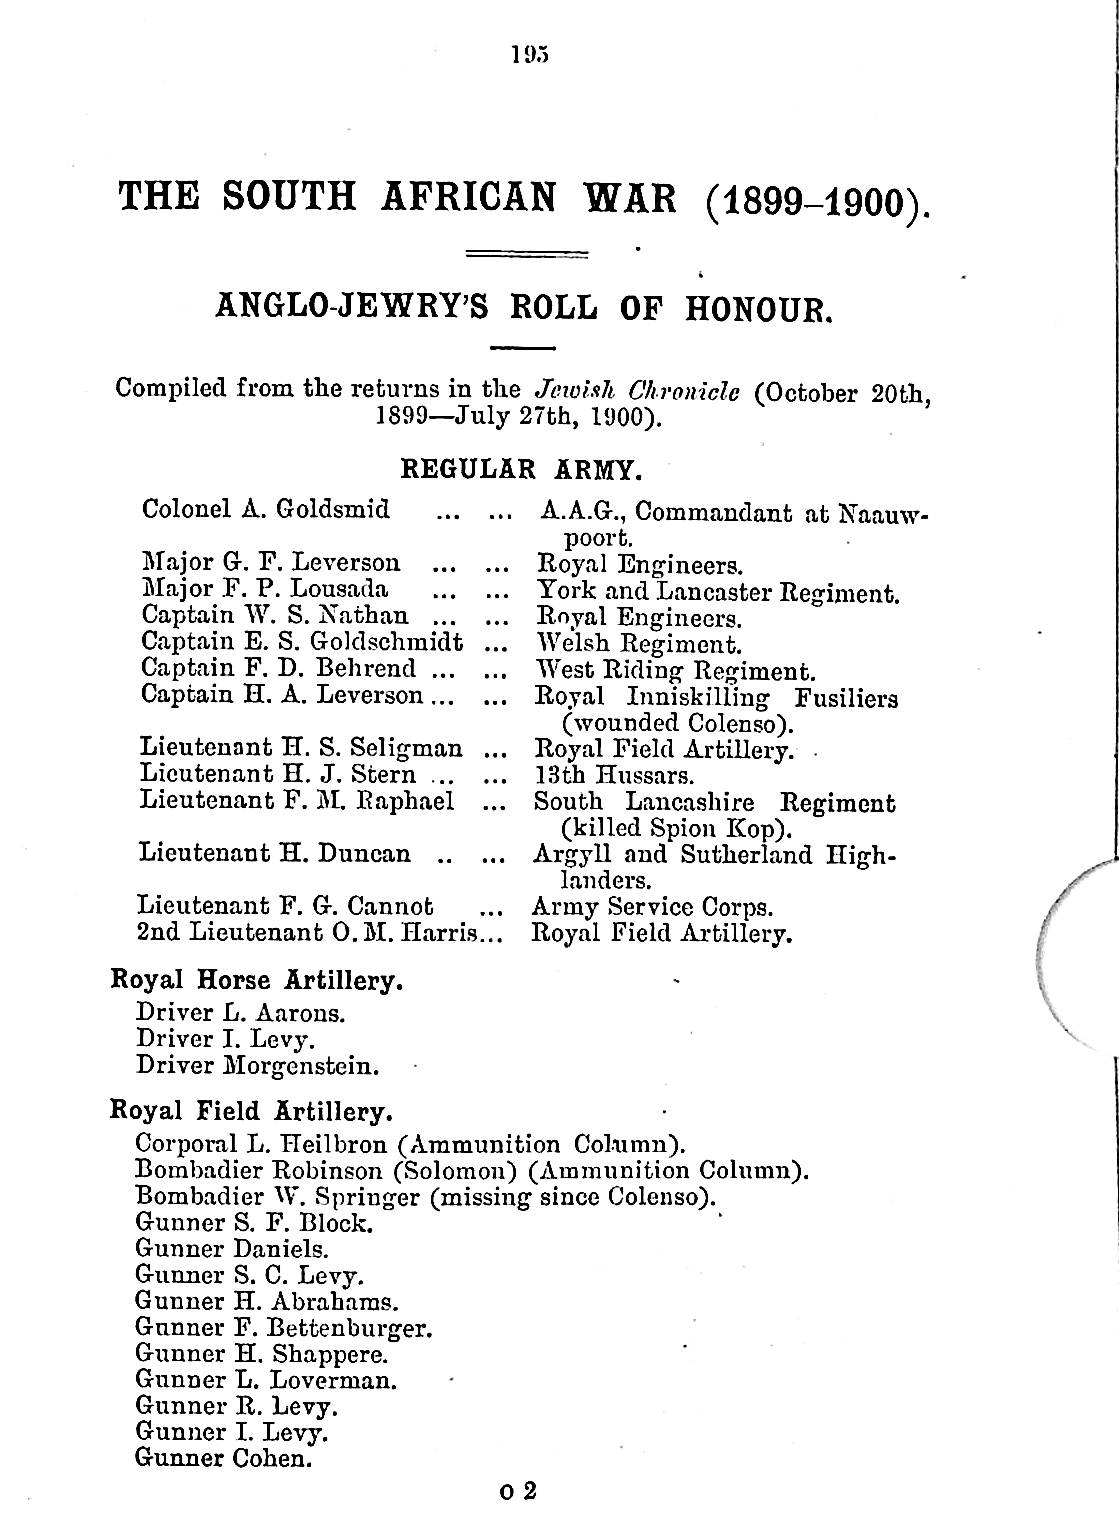 195
THE SOUTH AFRICAN WAR (1899–1900).
ANGLO-JEWRY'S ROLL OF HONOUR.
Compiled from the returns in the Jewish Chronicle (October 20th,
1899—July 27th, 1900).
REGULAR ARMY.
Colonel A. Goldsmid ... ... A.A.G., Commandant at Naauw-
poort.
Major G. F. Leverson ... ... Royal Engineers.
Major F. P. Lousada ... ... York and Lancaster Regiment.
Captain W. S. Nathan ... ... Royal Engineers.
Captain E. S. Goldschmidt ... Welsh Regiment.
Captain F. D. Behrend ... ... West Riding Regiment.
Captain H. A. Leverson ... ... Royal Inniskilling Fusiliers
(wounded Colenso).
Lieutenant H. S. Seligman ... Royal Field Artillery.
Lieutenant H. J. Stern ... ... 13th Hussars.
Lieutenant F. M. Raphael ... South Lancashire Regiment
(killed Spion Kop).
Lieutenant H. Duncan .. ... Argyll and Sutherland High-
landers.
Lieutenant F. G. Cannot ... Army Service Corps.
2nd Lieutenant O. M. Harris... Royal Field Artillery.
Royal Horse Artillery.
Driver L. Aarons.
Driver I. Levy.
Driver Morgenstein.
Royal Field Artillery.
Corporal L. Heilbron (Ammunition Column).
Bombadier Robinson (Solomon) (Ammunition Column).
Bombadier W. Springer (missing since Colenso).
Gunner S. F. Block.
Gunner Daniels.
Gunner S. C. Levy.
Gunner H. Abrahams.
Gunner F. Bettenburger.
Gunner H. Shappere.
Gunner L. Loverman.
Gunner R. Levy.
Gunner I. Levy.
Gunner Cohen.
O 2